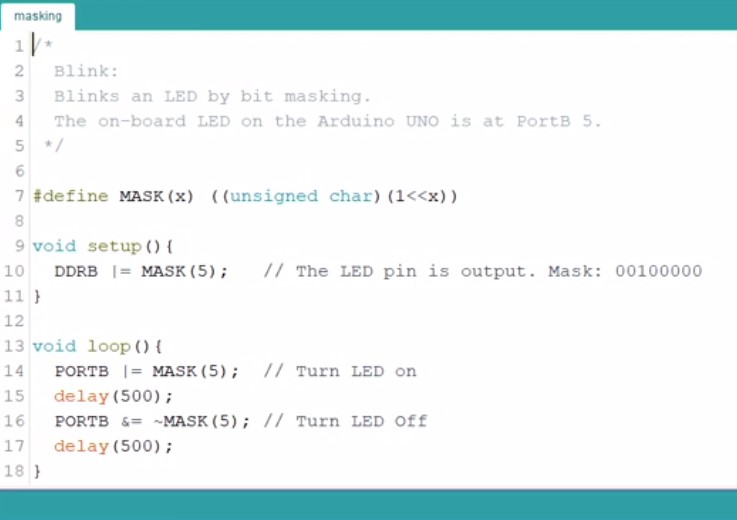 masking
1 /*
2 Blink:
3 Blinks an LED by bit masking.
4 The on-board LED on the Arduino UNO is at PortB 5.
5 */
6
7 #define MASK(x) ((unsigned char)(1<<x))
8
9 void setup(){
10 DDRB |= MASK(5); // The LED pin is output. Mask: 00100000
11 }
12
13 void loop(){
14 PORTB |= MASK(5); // Turn LED on
15 delay(500);
16 PORTB &= ~MASK(5); // Turn LED Off
17 delay(500);
18 }